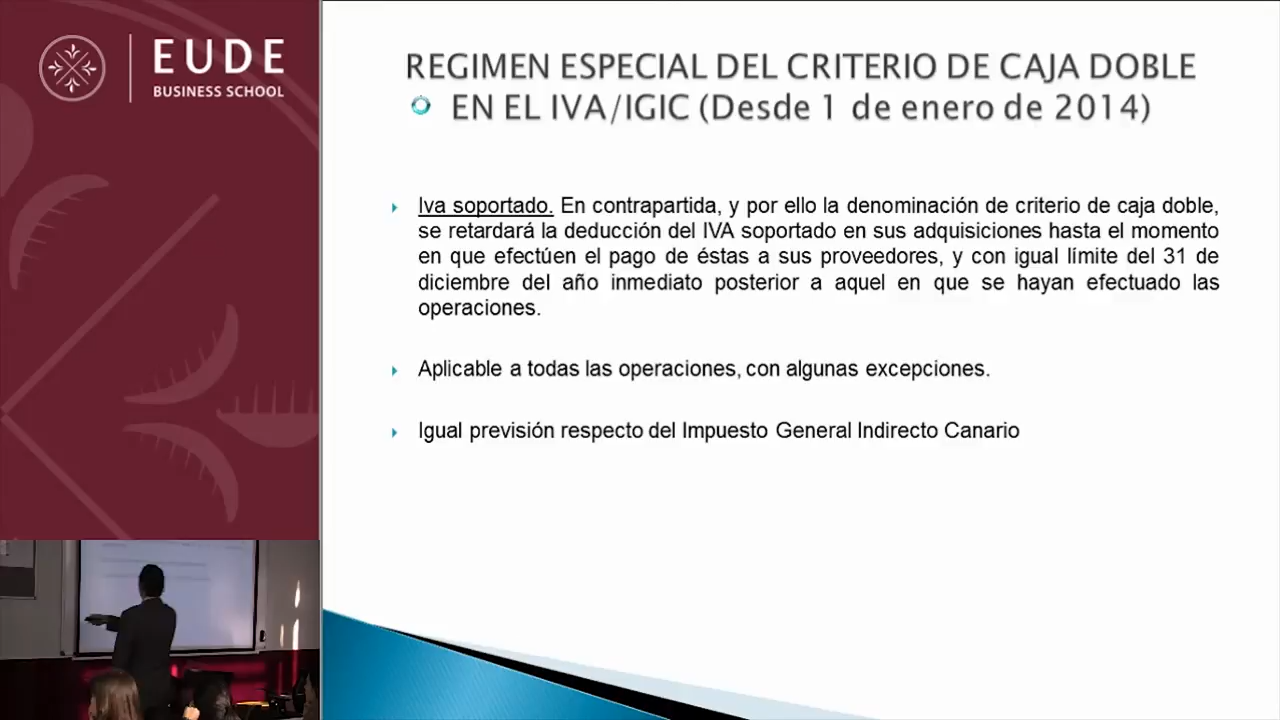 EUDE
BUSINESS SCHOOL
REGIMEN ESPECIAL DEL CRITERIO DE CAJA DOBLE
EN EL IVA/IGIC (Desde 1 de enero de 2014)
Iva soportado. En contrapartida, y por ello la denominación de criterio de caja doble,
se retardará la deducción del IVA soportado en sus adquisiciones hasta el momento
en que efectúen el pago de éstas a sus proveedores, y con igual límite del 31 de
diciembre del año inmediato posterior a aquel en que se hayan efectuado las
operaciones.
Aplicable a todas las operaciones, con algunas excepciones.
Igual previsión respecto del Impuesto General Indirecto Canario